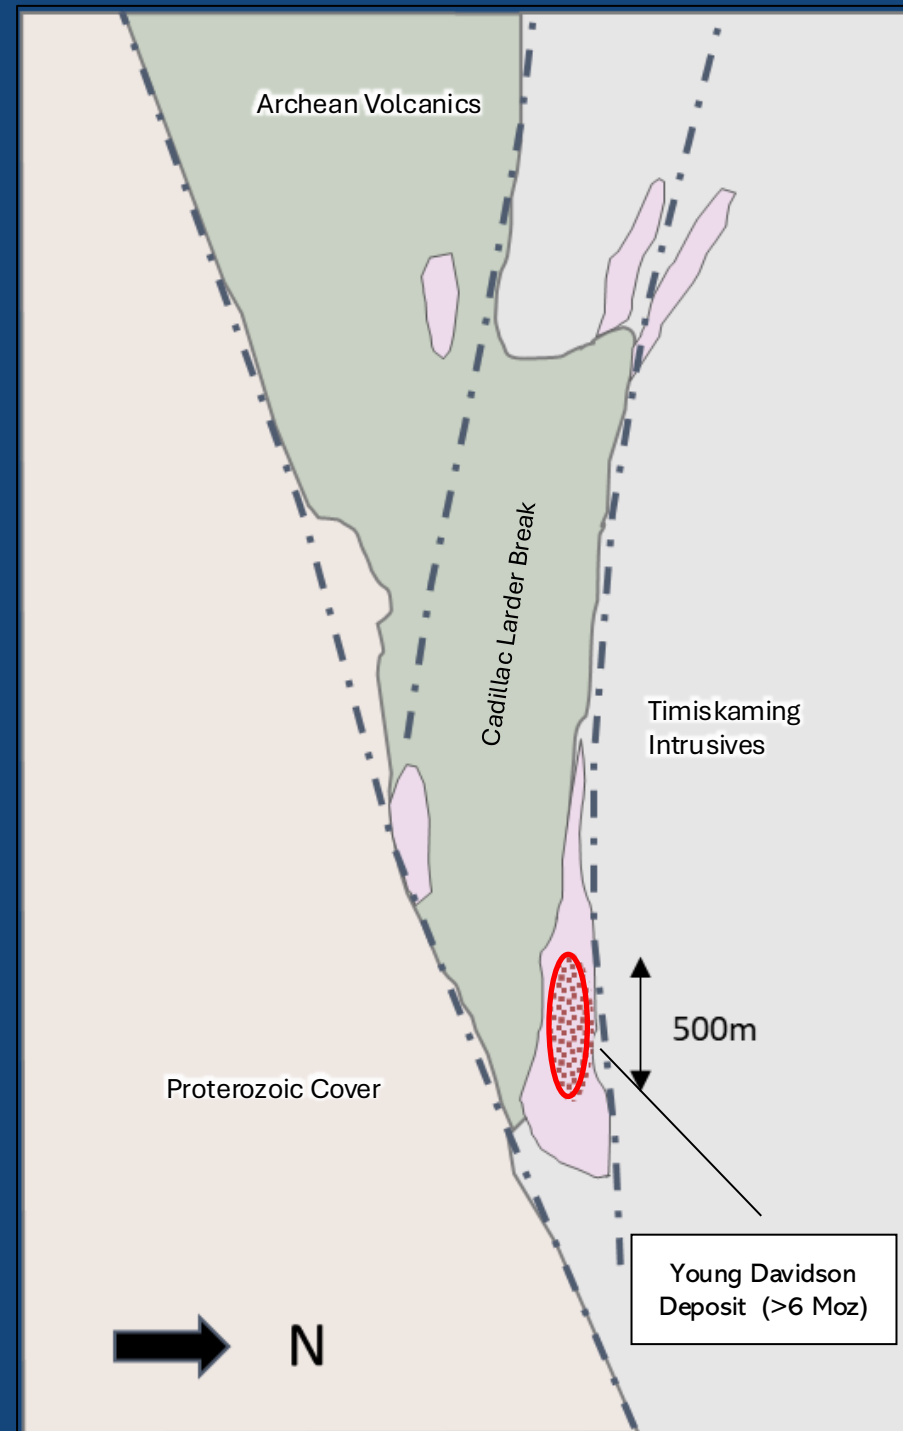 Archean Volcanics
Cadillac Larder Break
Timiskaming
Intrusives
500m
Proterozoic Cover
Young Davidson
Deposit (>6 Moz)
N